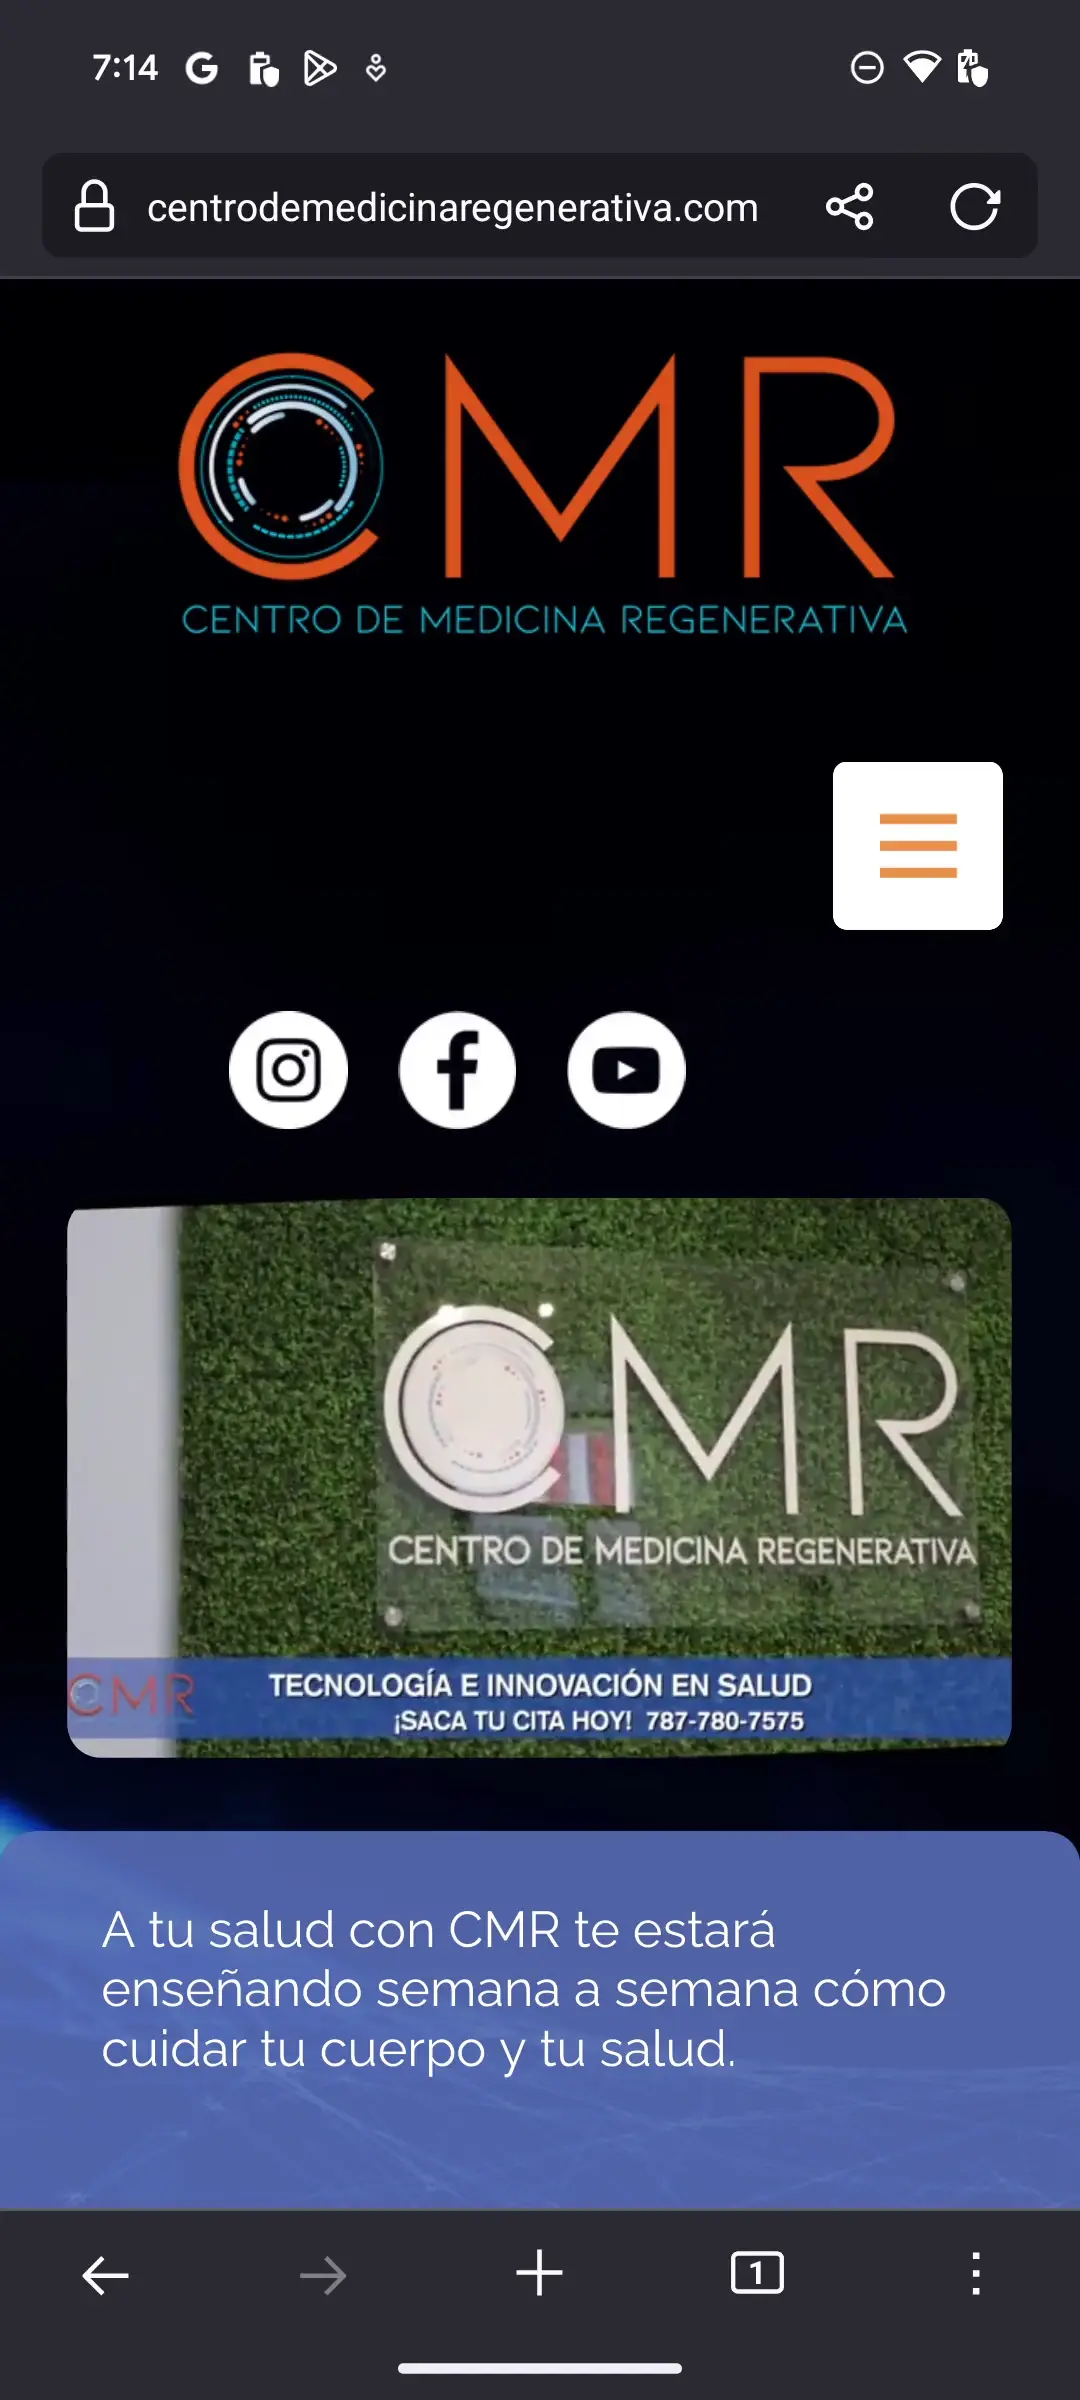 7:14
centrodemedicinaregenerativa.com
CMR
CENTRO DE MEDICINA REGENERATIVA
CMR
CENTRO DE MEDICINA REGENERATIVA
CMR
TECNOLOGÍA E INNOVACIÓN EN SALUD
¡SACA TU CITA HOY! 787-780-7575
A tu salud con CMR te estará
enseñando semana a semana cómo
cuidar tu cuerpo y tu salud.
1